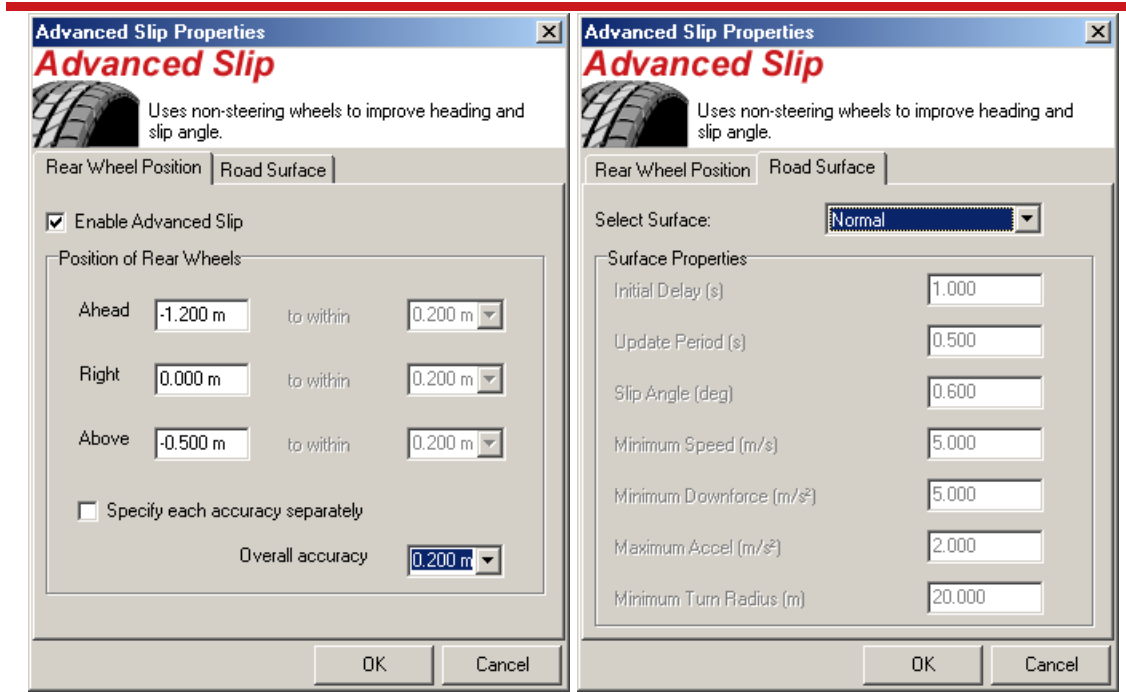 Advanced Slip Properties
Advanced Slip
Uses non-steering wheels to improve heading and
slip angle.
Rear Wheel Position Road Surface
Enable Advanced Slip
Position of Rear Wheels
Ahead -1.200 m to within 0.200 m
Right 0.000 m to within 0.200 m
Above -0.500 m to within 0.200 m
Specify each accuracy separately
Overall accuracy 0.200 m
OK Cancel
Advanced Slip Properties
Advanced Slip
Uses non-steering wheels to improve heading and
slip angle.
Rear Wheel Position Road Surface
Select Surface: Normal
Surface Properties
Initial Delay (s) 1.000
Update Period (s) 0.500
Slip Angle (deg) 0.600
Minimum Speed (m/s) 5.000
Minimum Downforce (m/s²) 5.000
Maximum Accel (m/s²) 2.000
Minimum Turn Radius (m) 20.000
OK Cancel